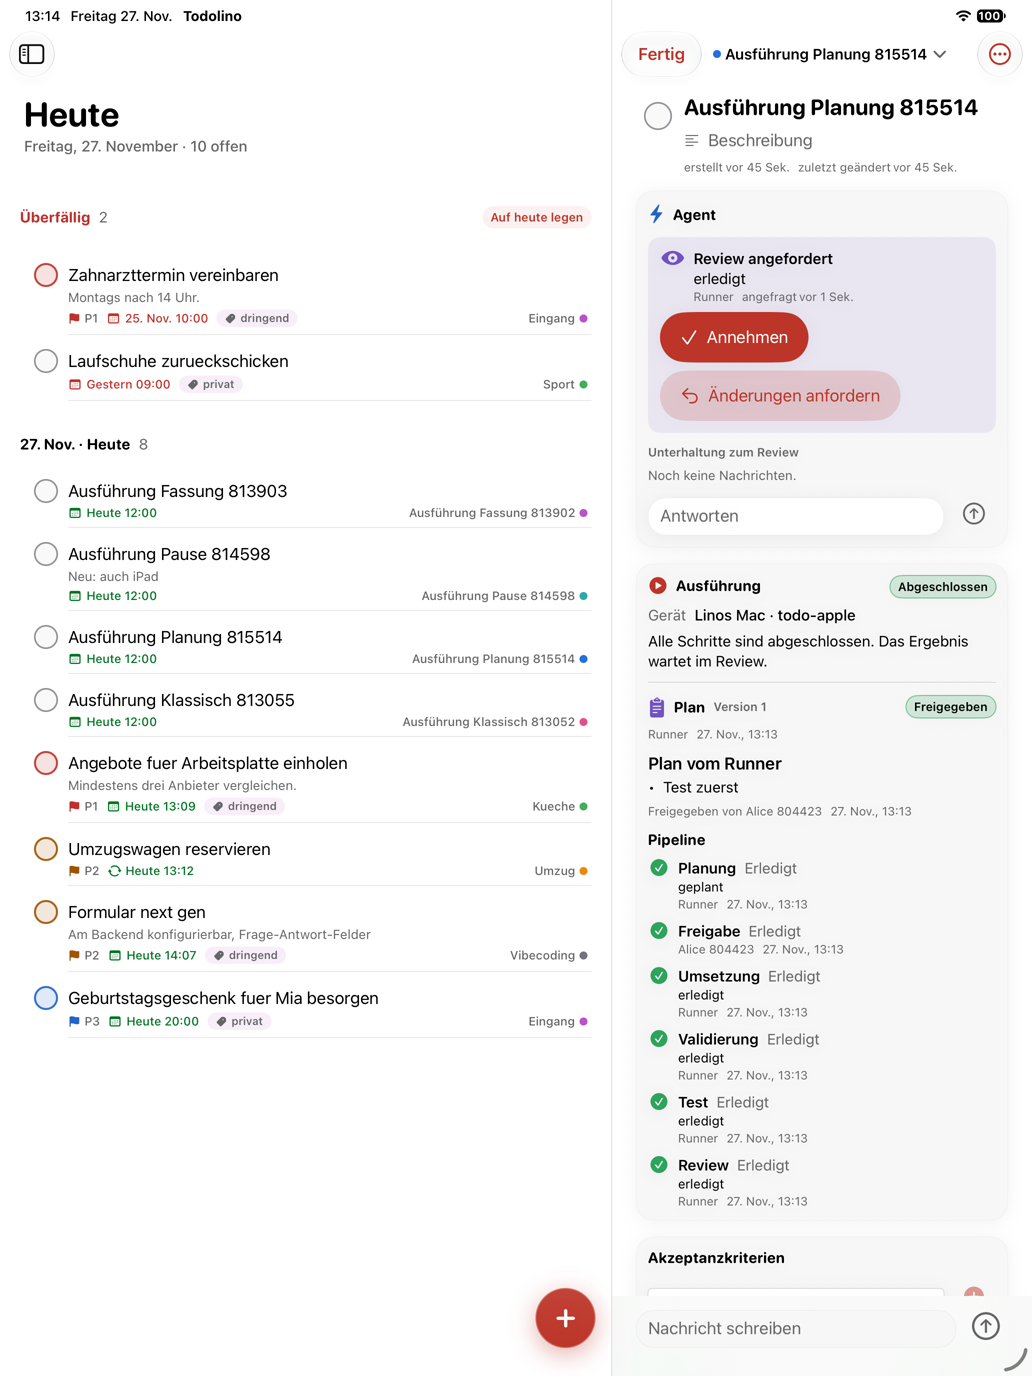 13:14 Freitag 27. Nov. Todolino
100
Heute
Freitag, 27. November · 10 offen
Überfällig 2
Auf heute legen
Zahnarzttermin vereinbaren
Montags nach 14 Uhr.
P1 25. Nov. 10:00 dringend Eingang
Laufschuhe zurueckschicken
Gestern 09:00 privat Sport
27. Nov. · Heute 8
Ausführung Fassung 813903
Heute 12:00 Ausführung Fassung 813902
Ausführung Pause 814598
Neu: auch iPad
Heute 12:00 Ausführung Pause 814598
Ausführung Planung 815514
Heute 12:00 Ausführung Planung 815514
Ausführung Klassisch 813055
Heute 12:00 Ausführung Klassisch 813052
Angebote fuer Arbeitsplatte einholen
Mindestens drei Anbieter vergleichen.
P1 Heute 13:09 dringend Kueche
Umzugswagen reservieren
P2 Heute 13:12 Umzug
Formular next gen
Am Backend konfigurierbar, Frage-Antwort-Felder
P2 Heute 14:07 dringend Vibecoding
Geburtstagsgeschenk fuer Mia besorgen
P3 Heute 20:00 privat Eingang
Fertig
Ausführung Planung 815514
Ausführung Planung 815514
Beschreibung
erstellt vor 45 Sek. zuletzt geändert vor 45 Sek.
Agent
Review angefordert
erledigt
Runner angefragt vor 1 Sek.
Annehmen
Änderungen anfordern
Unterhaltung zum Review
Noch keine Nachrichten.
Antworten
Ausführung Abgeschlossen
Gerät Linos Mac · todo-apple
Alle Schritte sind abgeschlossen. Das Ergebnis
wartet im Review.
Plan Version 1 Freigegeben
Runner 27. Nov., 13:13
Plan vom Runner
• Test zuerst
Freigegeben von Alice 804423 27. Nov., 13:13
Pipeline
Planung Erledigt
geplant
Runner 27. Nov., 13:13
Freigabe Erledigt
Alice 804423 27. Nov., 13:13
Umsetzung Erledigt
erledigt
Runner 27. Nov., 13:13
Validierung Erledigt
erledigt
Runner 27. Nov., 13:13
Test Erledigt
erledigt
Runner 27. Nov., 13:13
Review Erledigt
erledigt
Runner 27. Nov., 13:13
Akzeptanzkriterien
Nachricht schreiben